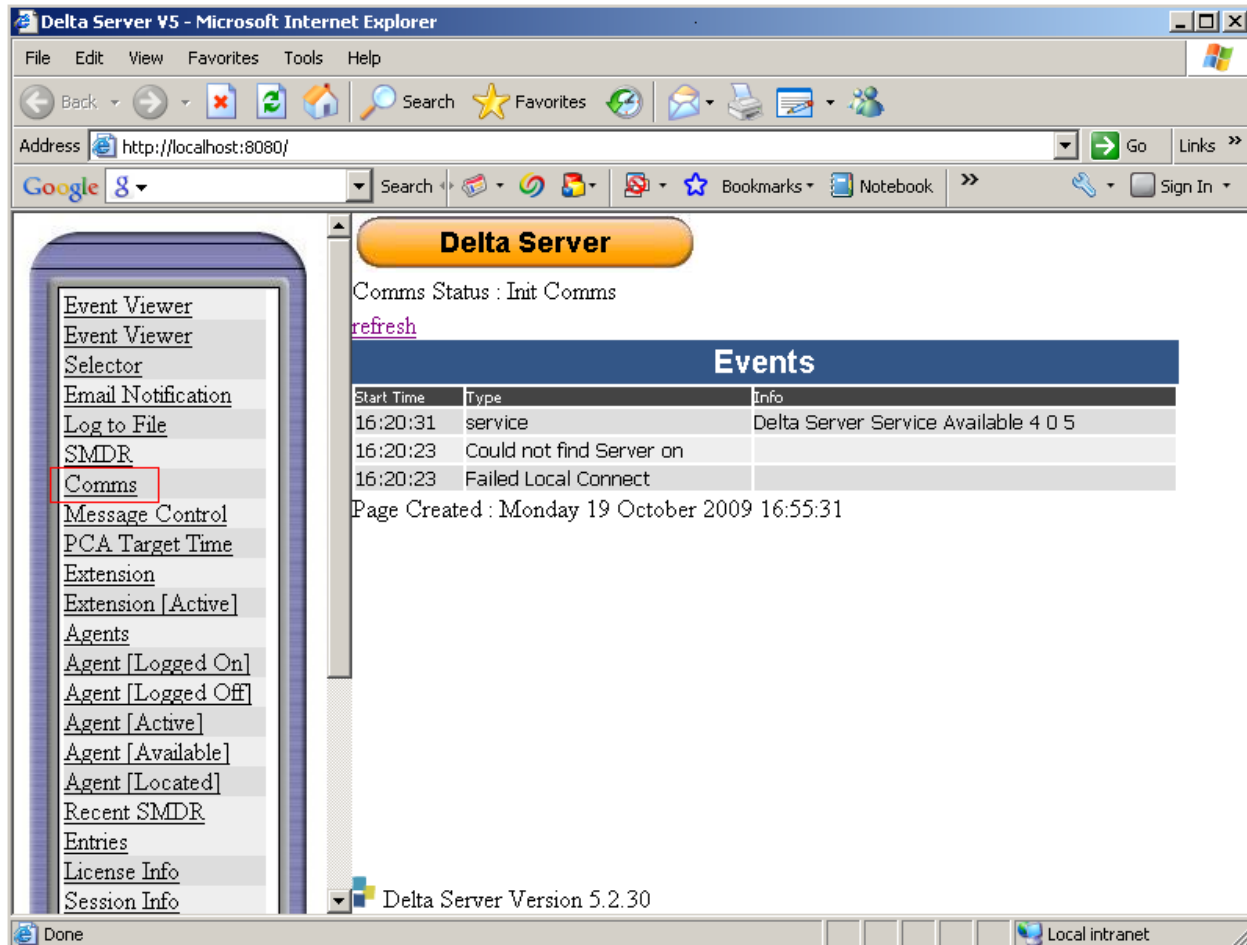 Delta Server V5 - Microsoft Internet Explorer
File Edit View Favorites Tools Help
Back Search Favorites
Address http://localhost:8080/ Go Links »
Google Search Bookmarks Notebook » Sign In
Delta Server
Comms Status : Init Comms
refresh
Events
Start Time Type Info
16:20:31 service Delta Server Service Available 4 0 5
16:20:23 Could not find Server on
16:20:23 Failed Local Connect
Page Created : Monday 19 October 2009 16:55:31
Event Viewer
Event Viewer
Selector
Email Notification
Log to File
SMDR
Comms
Message Control
PCA Target Time
Extension
Extension [Active]
Agents
Agent [Logged On]
Agent [Logged Off]
Agent [Active]
Agent [Available]
Agent [Located]
Recent SMDR
Entries
License Info
Session Info
Delta Server Version 5.2.30
Done Local intranet